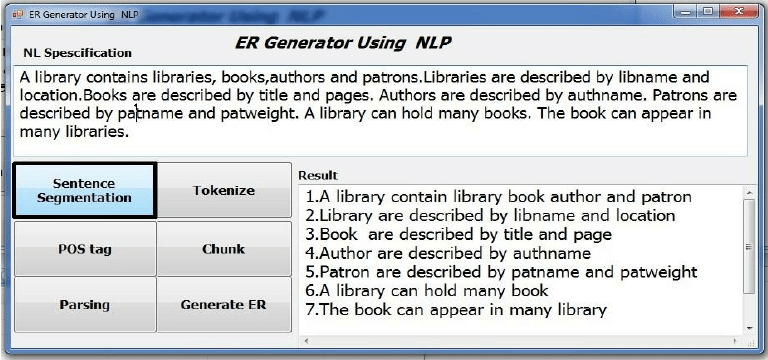 ER Generator Using NLP
ER Generator Using NLP
NL Spescification
A library contains libraries, books,authors and patrons.Libraries are described by libname and
location.Books are described by title and pages. Authors are described by authname. Patrons are
described by patname and patweight. A library can hold many books. The book can appear in
many libraries.
Sentence
Segmentation
Tokenize
POS tag
Chunk
Parsing
Generate ER
Result
1.A library contain library book author and patron
2.Library are described by libname and location
3.Book are described by title and page
4.Author are described by authname
5.Patron are described by patname and patweight
6.A library can hold many book
7.The book can appear in many library